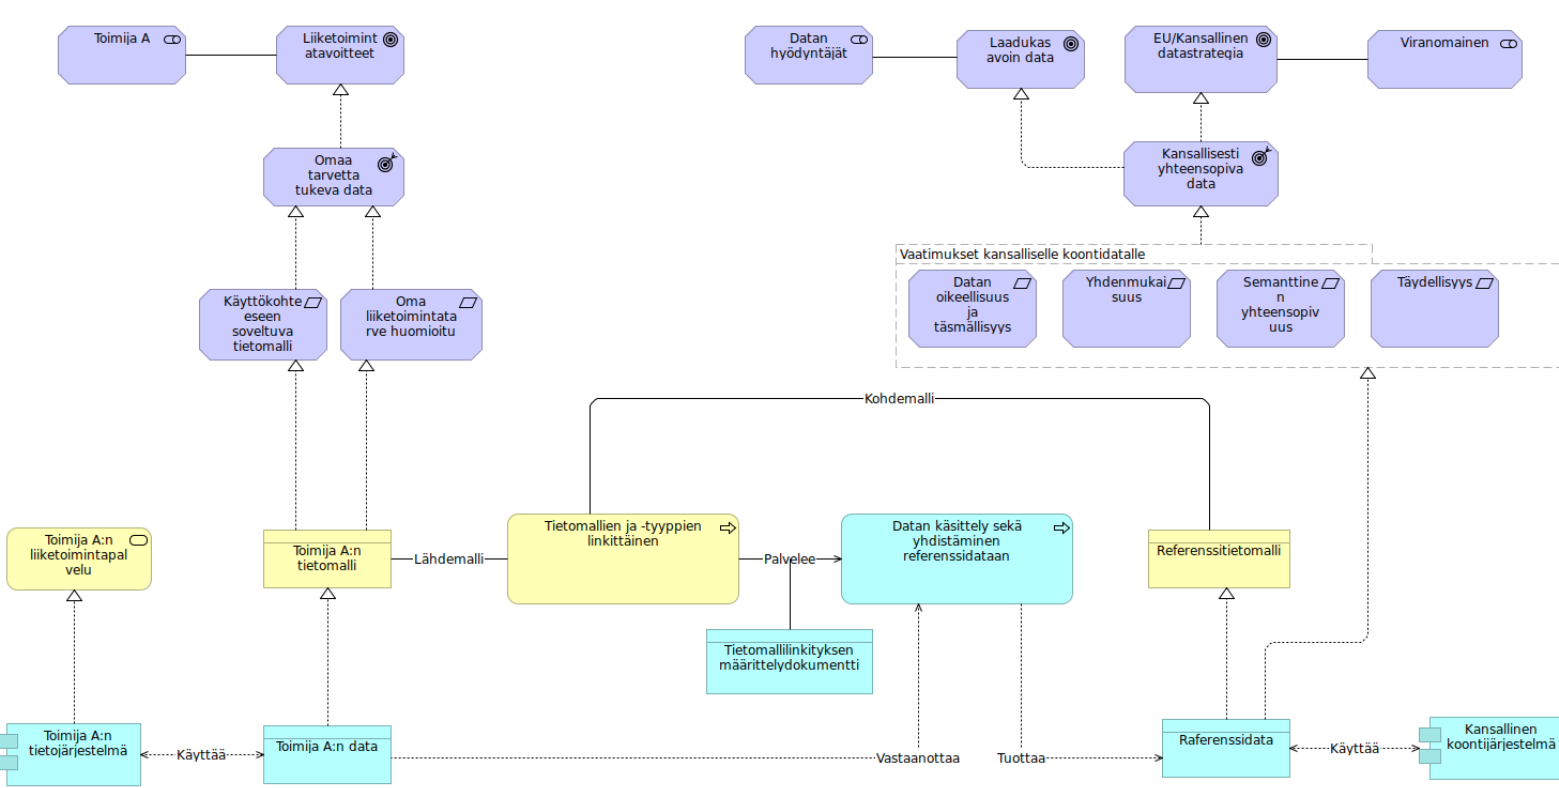 Toimija A
Liiketoimint
atavoitteet
Datan
hyödyntäjät
Laadukas
avoin data
EU/Kansallinen
datastrategia
Viranomainen
Omaa
tarvetta
tukeva data
Kansallisesti
yhteensopiva
data
Vaatimukset kansalliselle koontidatalle
Käyttökohte
eseen
soveltuva
tietomalli
Oma
liiketoimintata
rve huomioitu
Datan
oikeellisuus
ja
täsmällisyys
Yhdenmukai
suus
Semanttine
n
yhteensopiv
uus
Täydellisyys
Kohdemalli
Toimija A:n
liiketoimintapal
velu
Toimija A:n
tietomalli
Lähdemalli
Tietomallien ja -tyyppien
linkittäinen
Palvelee
Datan käsittely sekä
yhdistäminen
referenssidataan
Referenssitietomalli
Tietomallilinkityksen
määrittelydokumentti
Toimija A:n
tietojärjestelmä
Käyttää
Toimija A:n data
Vastaanottaa
Tuottaa
Raferenssidata
Käyttää
Kansallinen
koontijärjestelmä